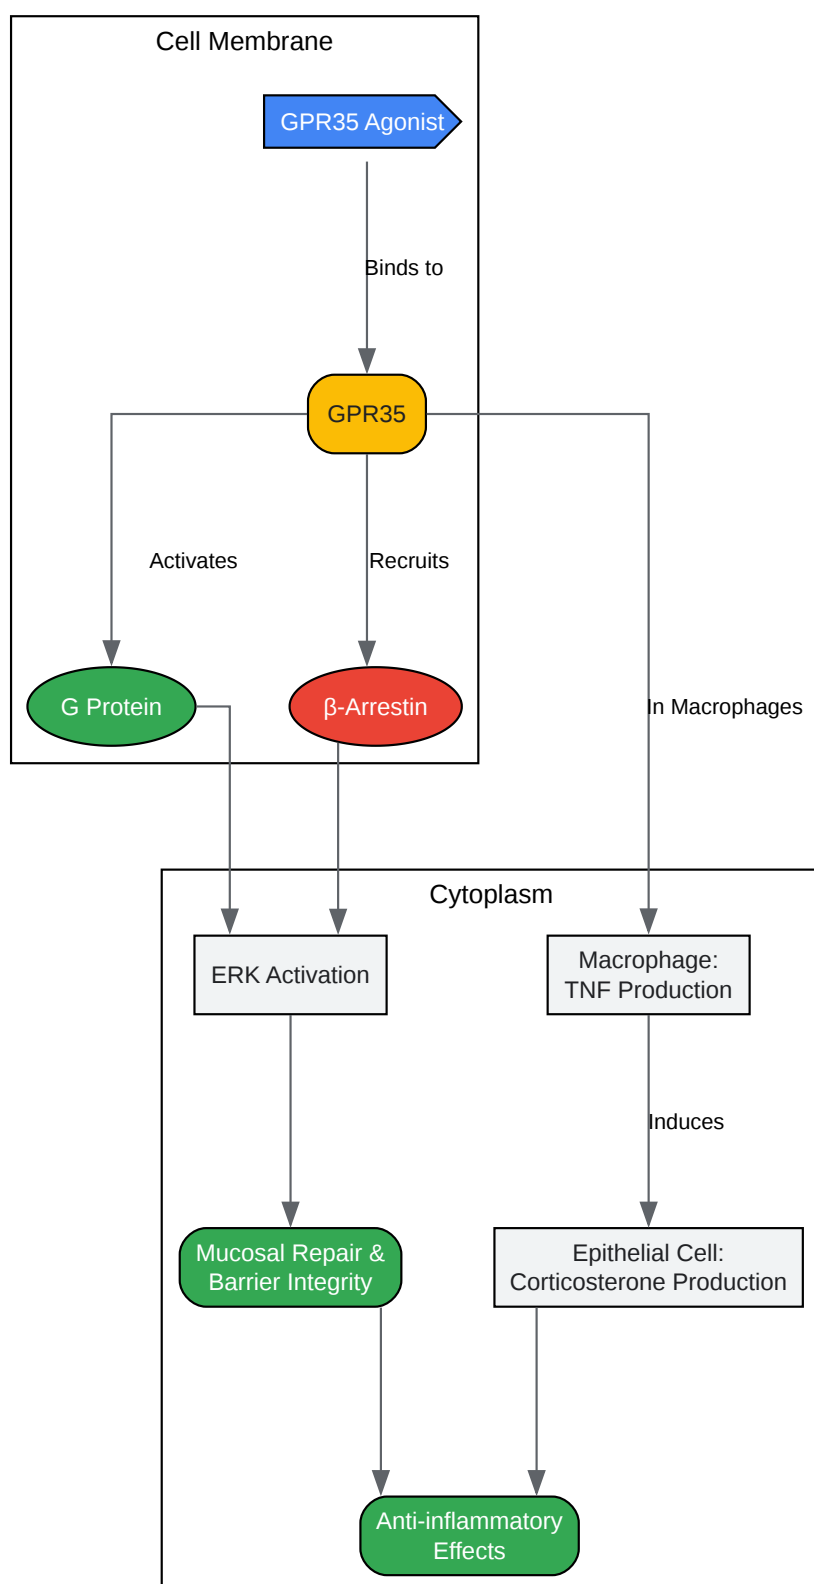 Cell Membrane
GPR35 Agonist
Binds to
GPR35
Activates
Recruits
G Protein
β-Arrestin
In Macrophages
Cytoplasm
ERK Activation
Macrophage:
TNF Production
Induces
Mucosal Repair &
Barrier Integrity
Epithelial Cell:
Corticosterone Production
Anti-inflammatory
Effects